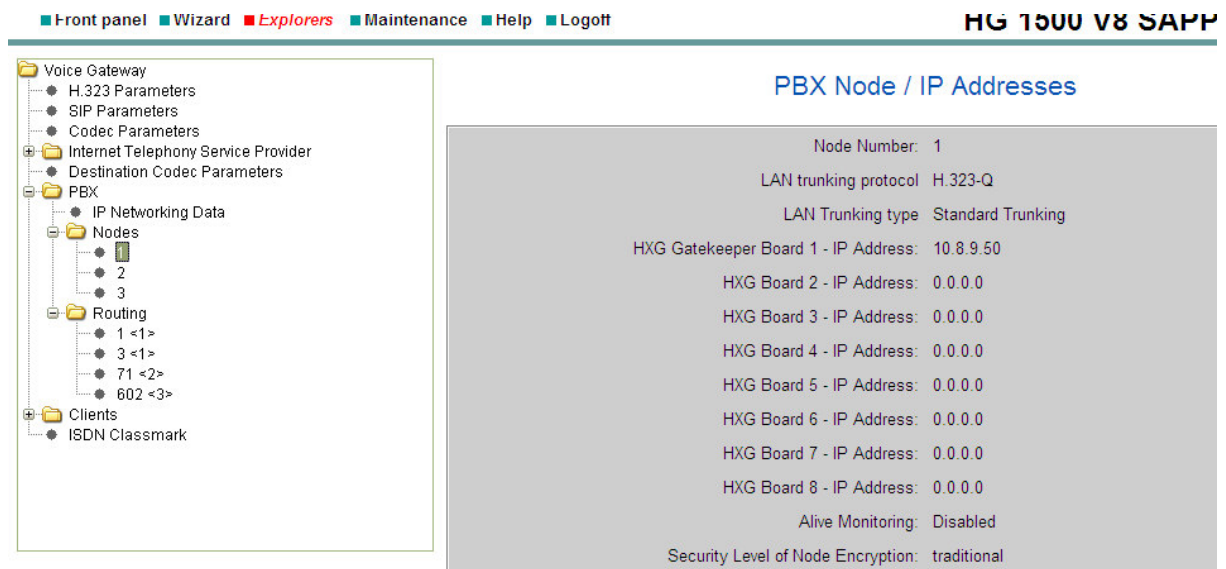 Front panel Wizard Explorers Maintenance Help Logoff
HG 1500 V8 SAPP
Voice Gateway
H.323 Parameters
SIP Parameters
Codec Parameters
Internet Telephony Service Provider
Destination Codec Parameters
PBX
IP Networking Data
Nodes
1
2
3
Routing
1 <1>
3 <1>
71 <2>
602 <3>
Clients
ISDN Classmark
PBX Node / IP Addresses
Node Number: 1
LAN trunking protocol H.323-Q
LAN Trunking type Standard Trunking
HXG Gatekeeper Board 1 - IP Address: 10.8.9.50
HXG Board 2 - IP Address: 0.0.0.0
HXG Board 3 - IP Address: 0.0.0.0
HXG Board 4 - IP Address: 0.0.0.0
HXG Board 5 - IP Address: 0.0.0.0
HXG Board 6 - IP Address: 0.0.0.0
HXG Board 7 - IP Address: 0.0.0.0
HXG Board 8 - IP Address: 0.0.0.0
Alive Monitoring: Disabled
Security Level of Node Encryption: traditional